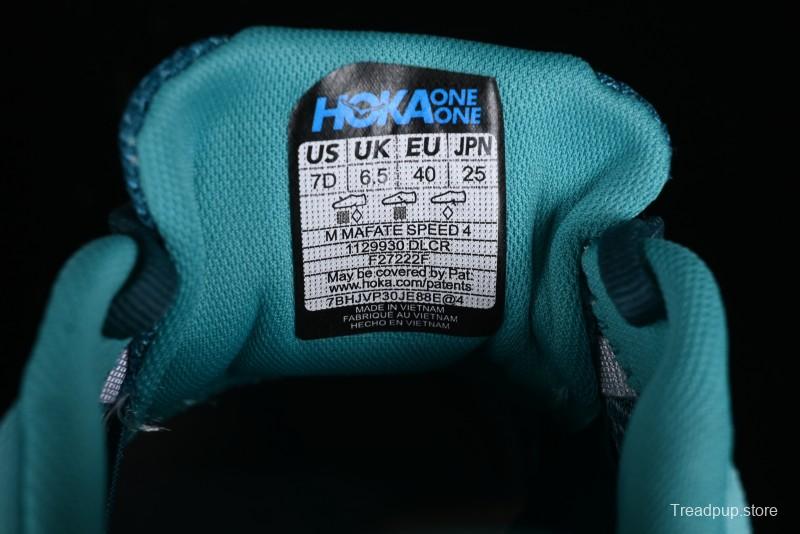 HOKA ONE ONE
US UK EU JPN
7D 6.5 40 25
M MAFATE SPEED 4
1129930 DLCR
F27222F
May be covered by Pat.
www.hoka.com/patents
7BHJVP30JE88E@4
MADE IN VIETNAM
FABRIQUÉ AU VIETNAM
HECHO EN VIETNAM
Treadpup.store